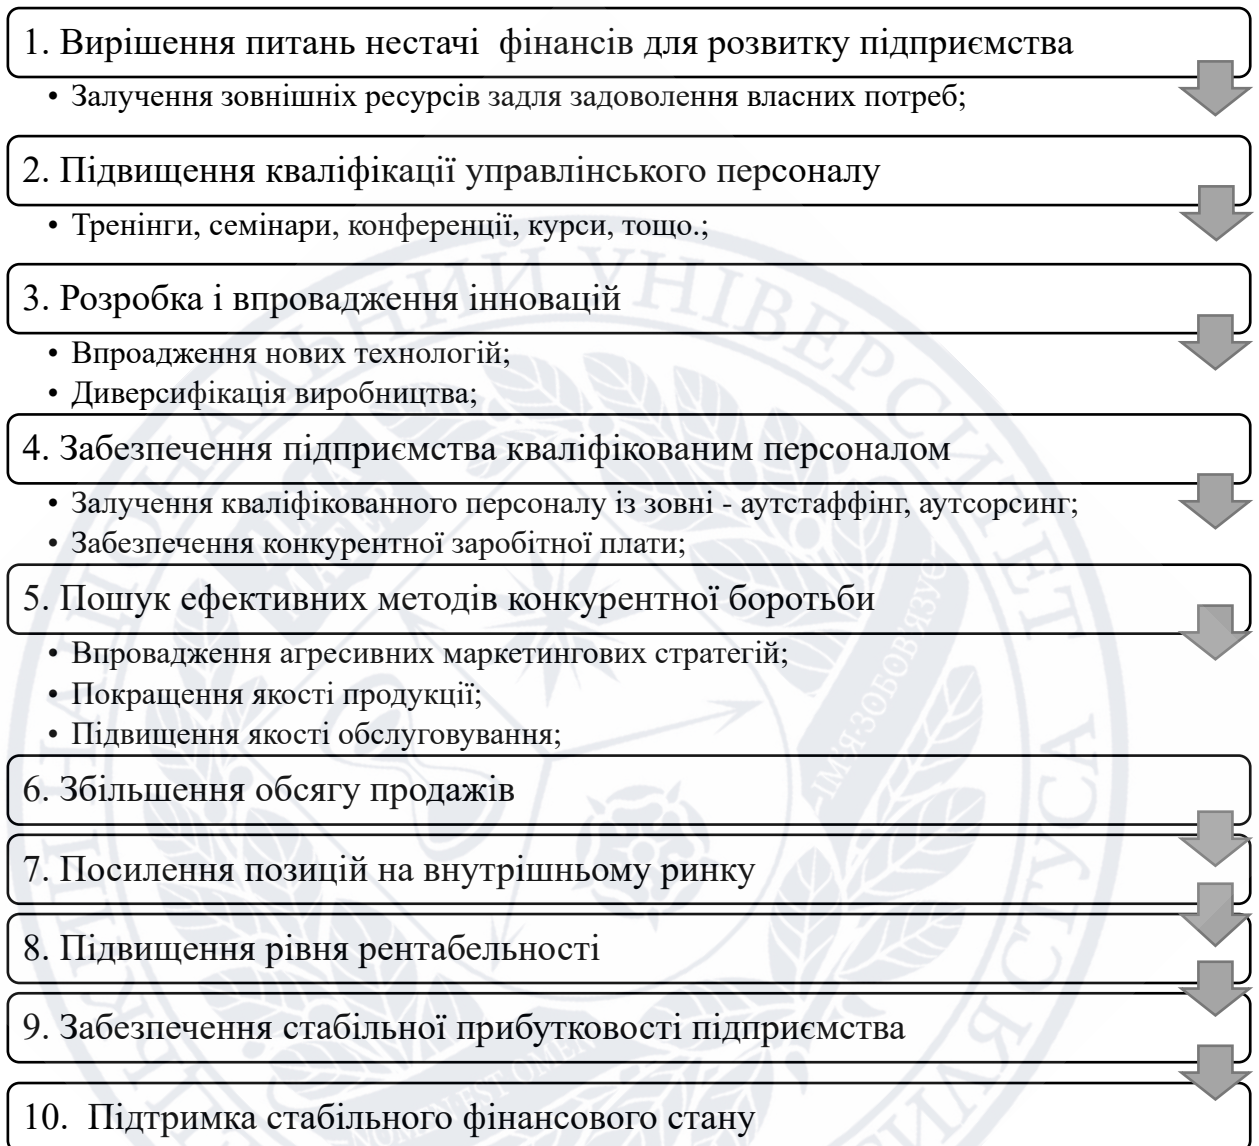 1. Вирішення питань нестачі фінансів для розвитку підприємства
• Залучення зовнішніх ресурсів задля задоволення власних потреб;
2. Підвищення кваліфікації управлінського персоналу
• Тренінги, семінари, конференції, курси, тощо.;
3. Розробка і впровадження інновацій
• Впроадження нових технологій;
• Диверсифікація виробництва;
4. Забезпечення підприємства кваліфікованим персоналом
• Залучення кваліфікованного персоналу із зовні - аутстаффінг, аутсорсинг;
• Забезпечення конкурентної заробітної плати;
5. Пошук ефективних методів конкурентної боротьби
• Впровадження агресивних маркетингових стратегій;
• Покращення якості продукції;
• Підвищення якості обслуговування;
6. Збільшення обсягу продажів
7. Посилення позицій на внутрішньому ринку
8. Підвищення рівня рентабельності
9. Забезпечення стабільної прибутковості підприємства
10. Підтримка стабільного фінансового стану